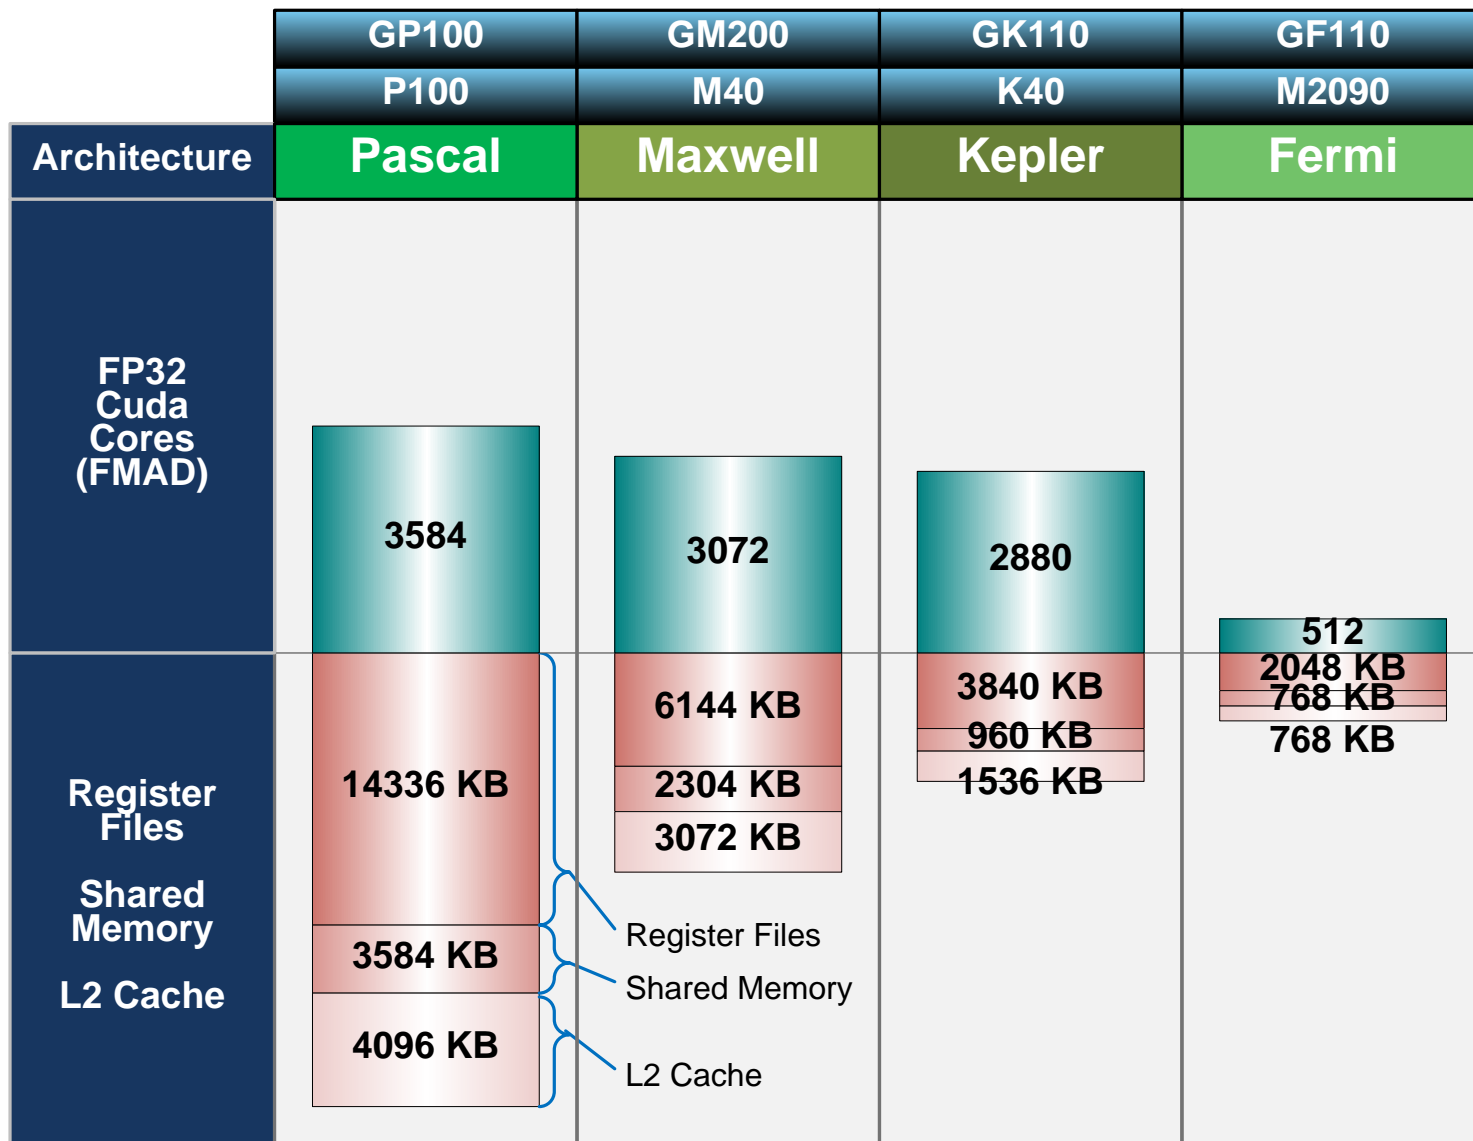 GP100 GM200 GK110 GF110
P100 M40 K40 M2090
Architecture Pascal Maxwell Kepler Fermi
FP32
Cuda
Cores
(FMAD)
3584 3072 2880 512
Register
Files
Shared
Memory
L2 Cache
14336 KB
3584 KB
4096 KB
6144 KB
2304 KB
3072 KB
3840 KB
960 KB
1536 KB
2048 KB
768 KB
768 KB
Register Files
Shared Memory
L2 Cache